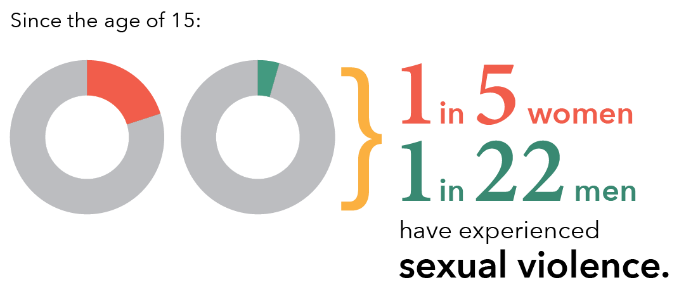 Since the age of 15:
1 in 5 women
1 in 22 men
have experienced
sexual violence.